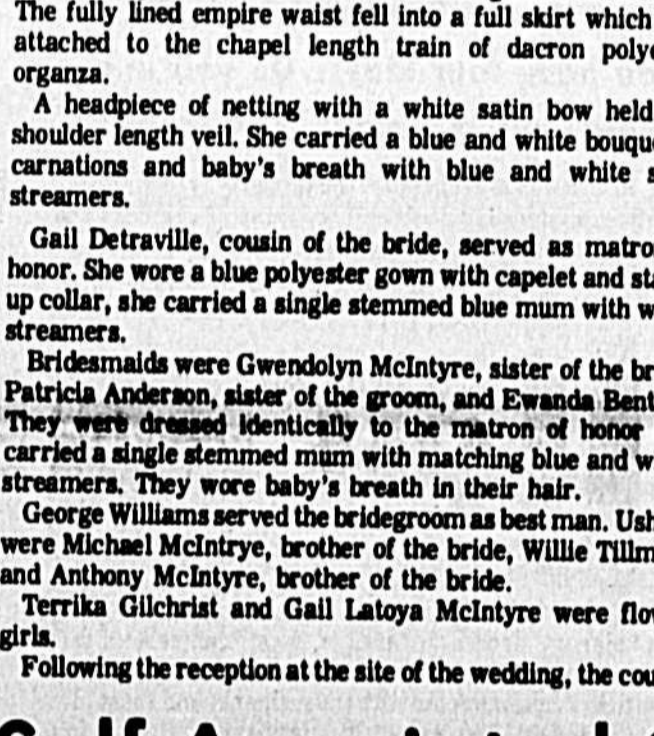 The fully lined empire waist fell into a full skirt which
attached to the chapel length train of dacron polye
organza.
A headpiece of netting with a white satin bow held
shoulder length veil. She carried a blue and white bouque
carnations and baby's breath with blue and white s
streamers.
Gail Detraville, cousin of the bride, served as matro
honor. She wore a blue polyester gown with capelet and sta
up collar, she carried a single stemmed blue mum with w
streamers.
Bridesmaids were Gwendolyn McIntyre, sister of the br
Patricia Anderson, sister of the groom, and Ewanda Bent
They were dressed identically to the matron of honor
carried a single stemmed mum with matching blue and w
streamers. They wore baby's breath in their hair.
George Williams served the bridegroom as best man. Ush
were Michael McIntrye, brother of the bride, Willie Tillm
and Anthony McIntyre, brother of the bride.
Terrika Gilchrist and Gail Latoya McIntyre were flow
girls.
Following the reception at the site of the wedding, the cou